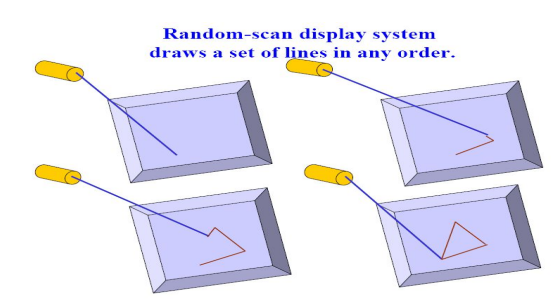 Random-scan display system
draws a set of lines in any order.